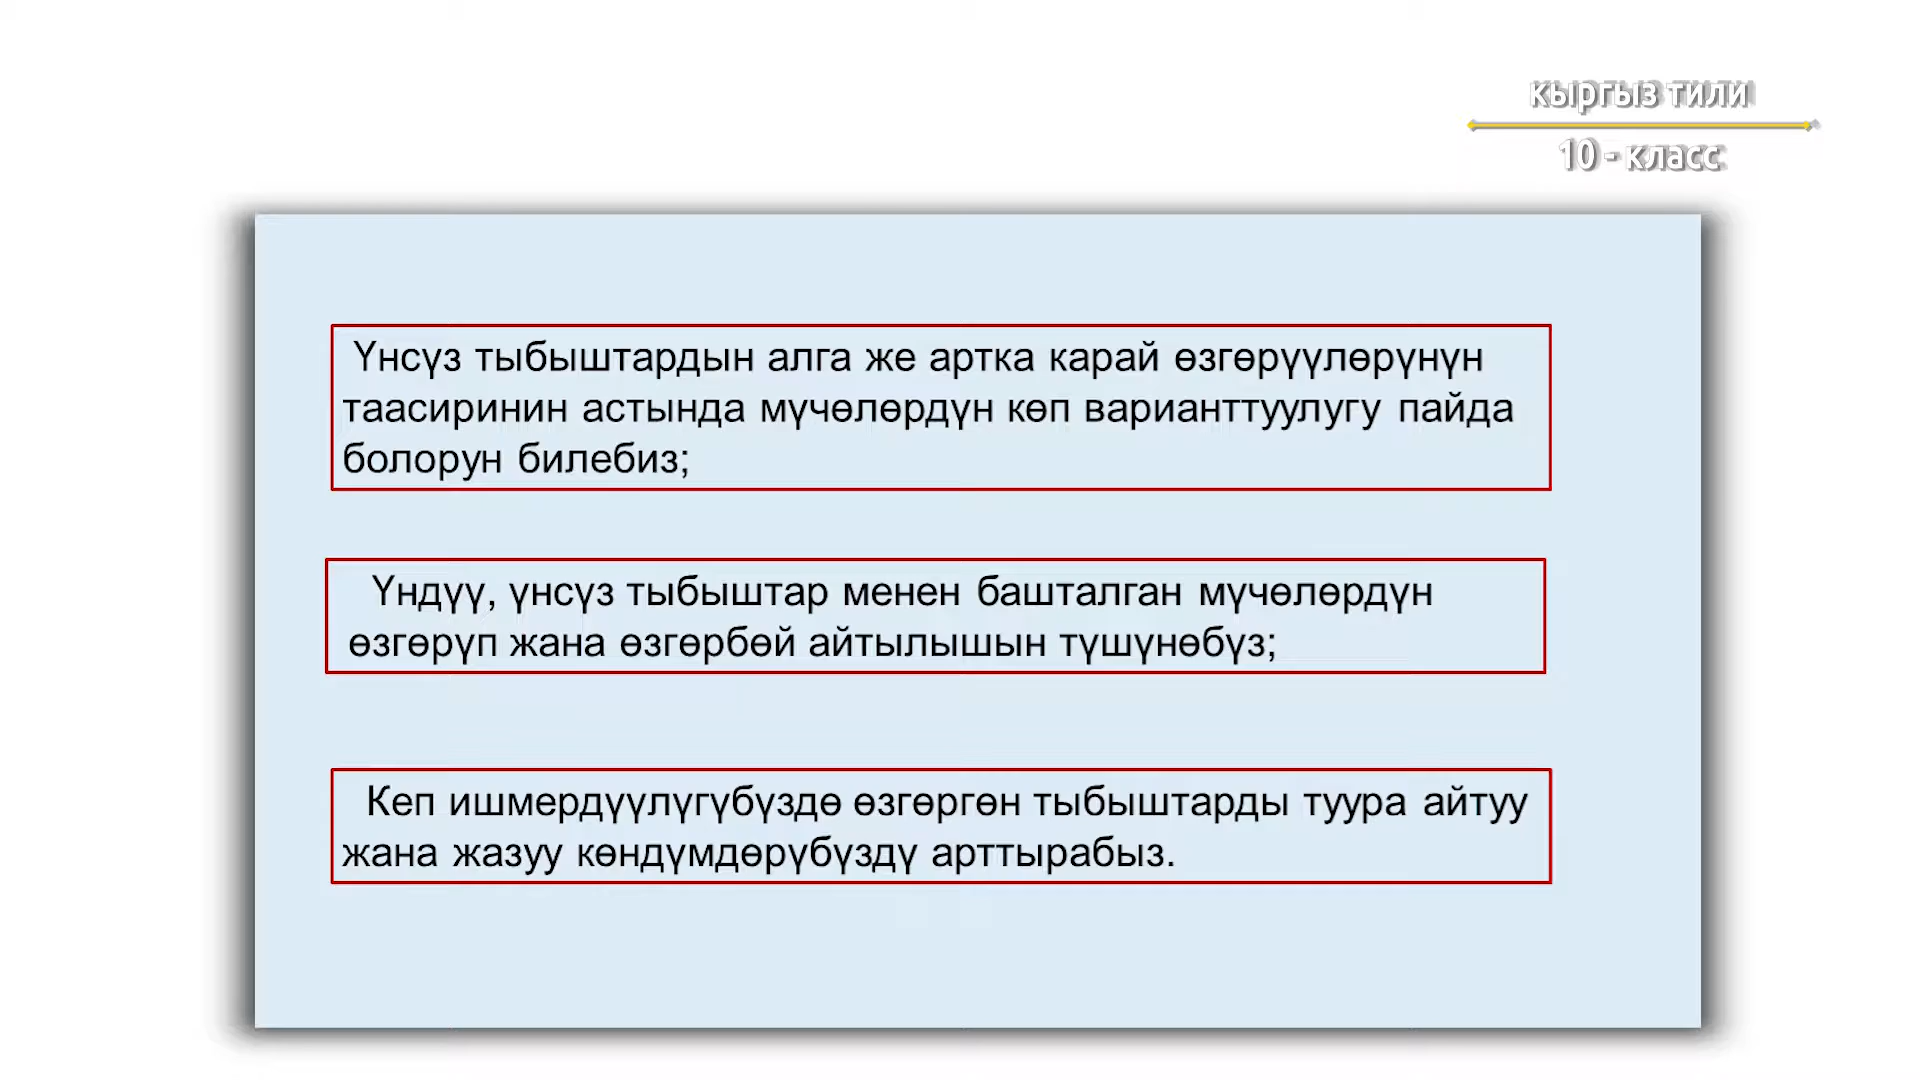 кыргыз тили
10 - класс
Үнсүз тыбыштардын алга же артка карай өзгөрүүлөрүнүн
таасиринин астында мүчөлөрдүн көп варианттуулугу пайда
болорун билебиз;
Үндүү, үнсүз тыбыштар менен башталган мүчөлөрдүн
өзгөрүп жана өзгөрбөй айтылышын түшүнөбүз;
Кеп ишмердүүлүгүбүздө өзгөргөн тыбыштарды туура айтуу
жана жазуу көндүмдөрүбүздү арттырабыз.